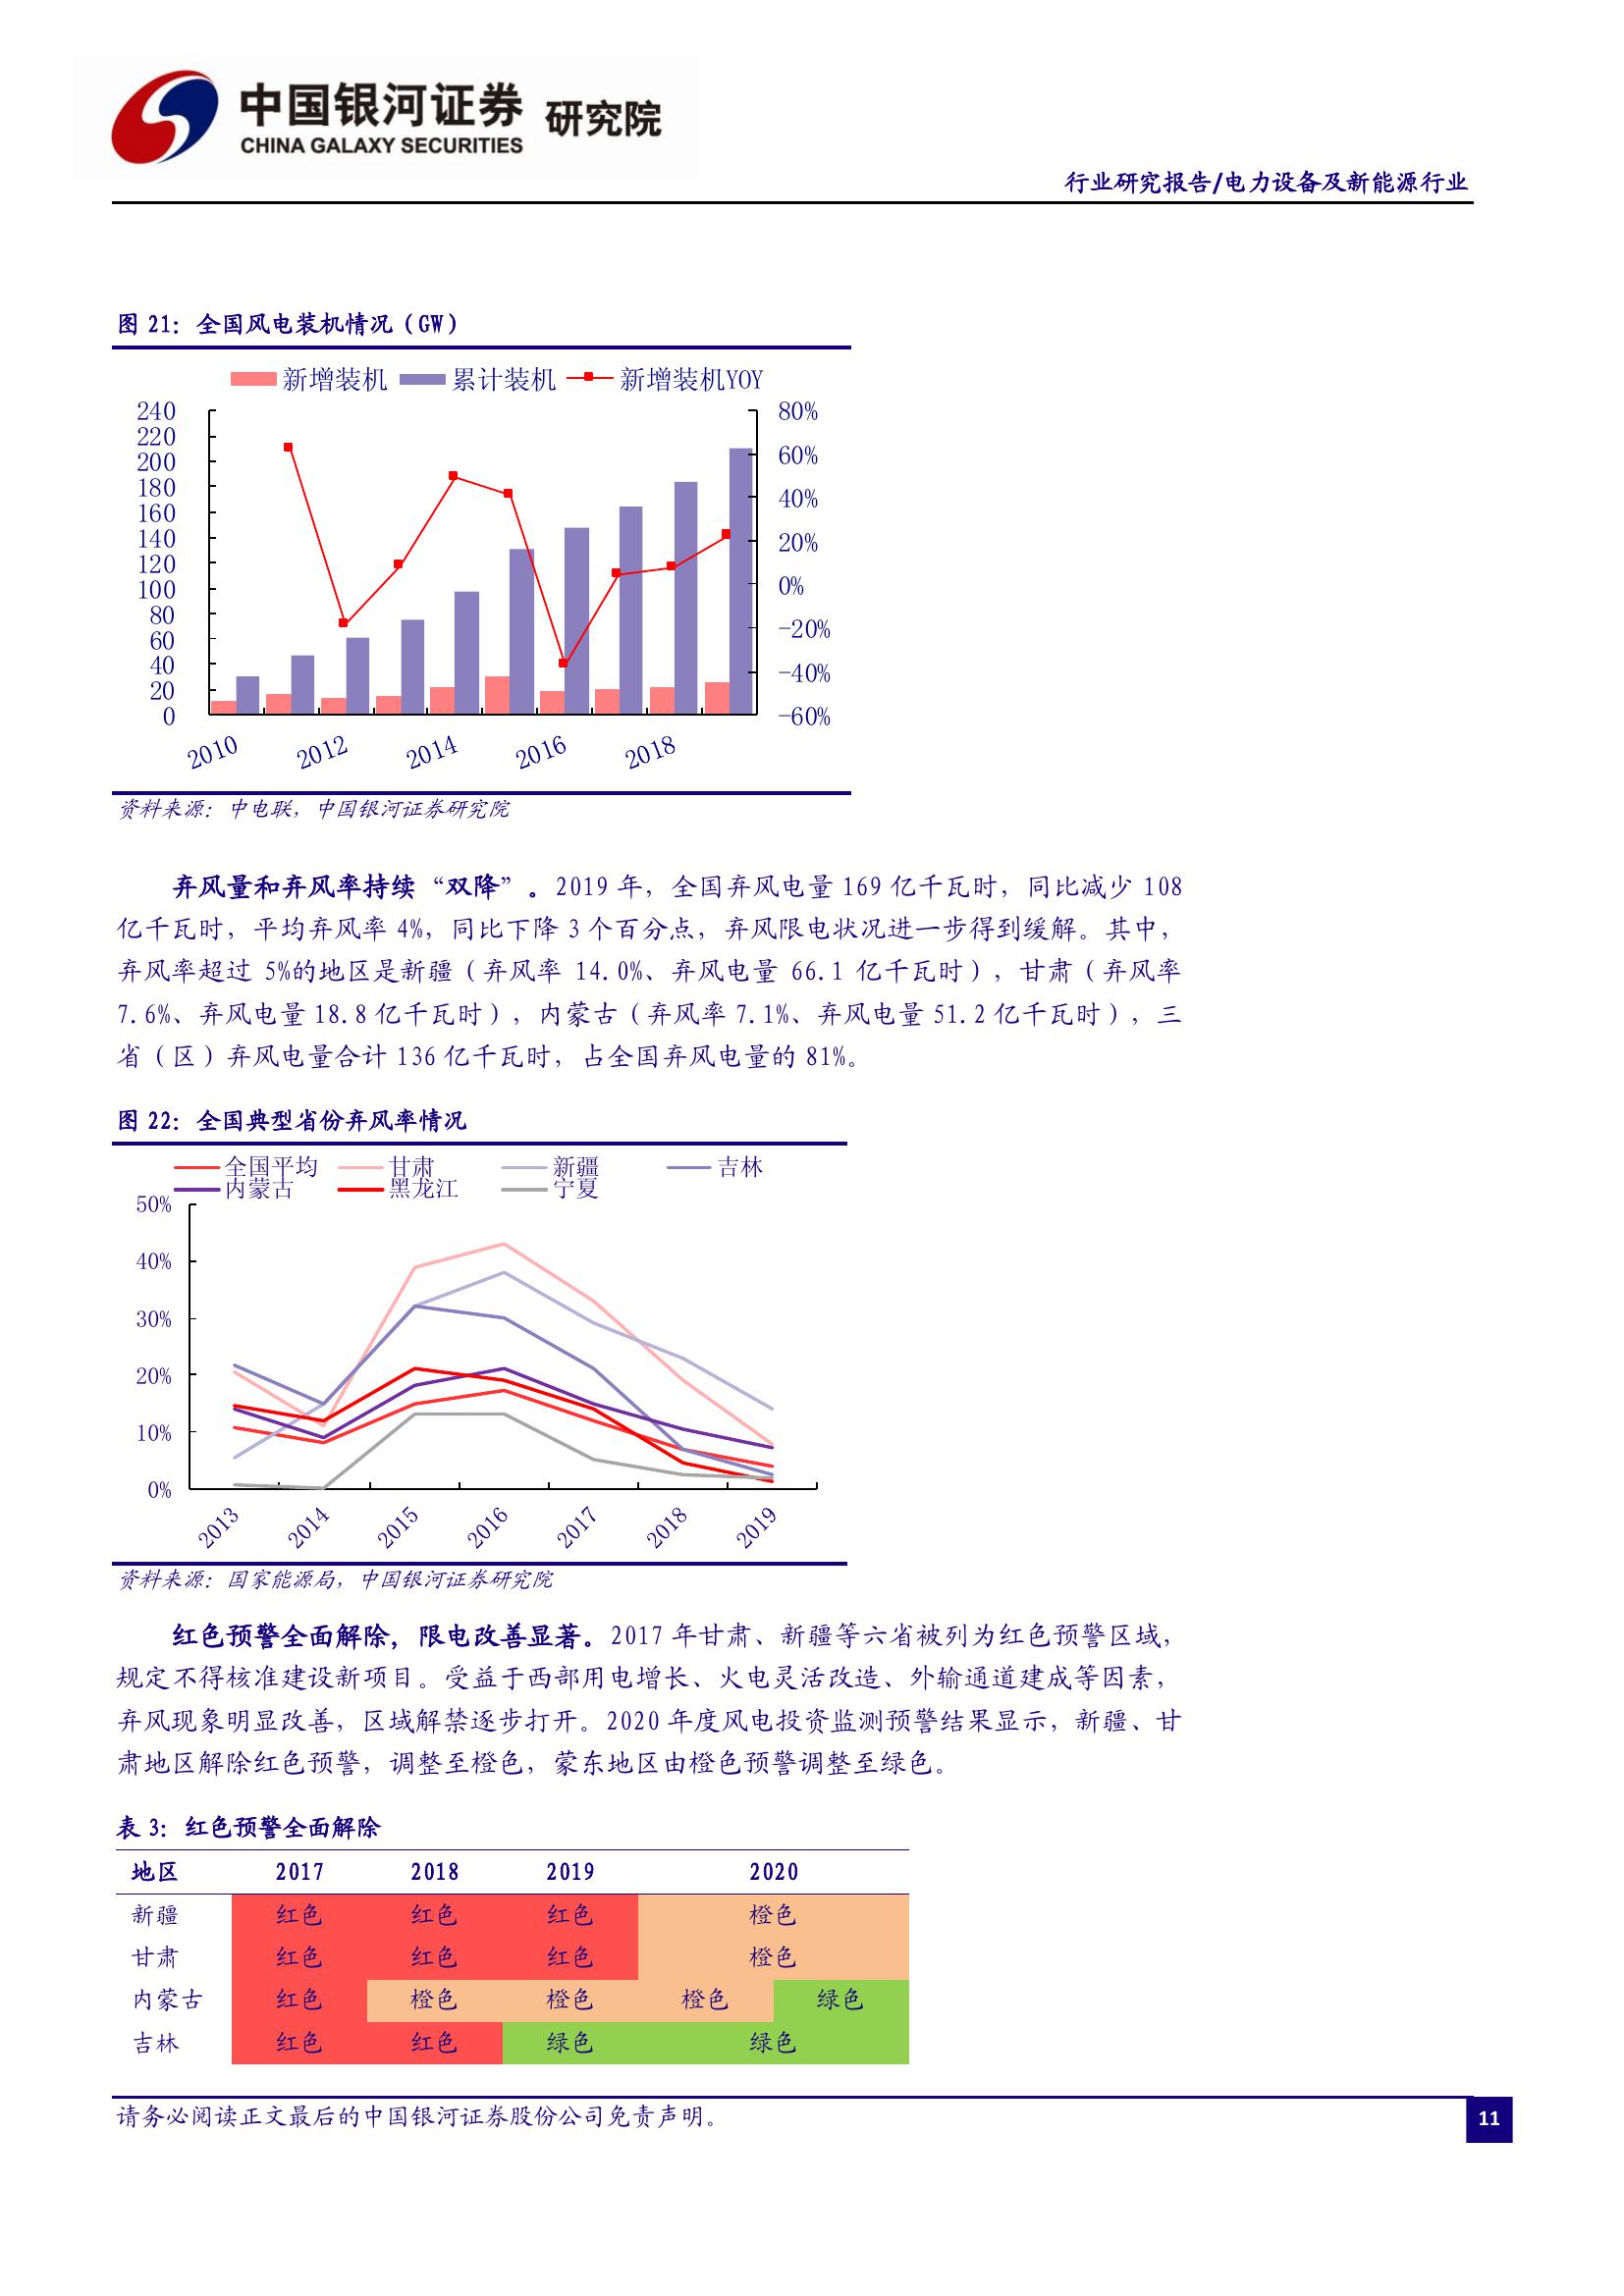 中国银河证券 研究院
CHINA GALAXY SECURITIES
行业研究报告/电力设备及新能源行业
图 21：全国风电装机情况（GW）
新增装机 累计装机 新增装机YOY
240 80%
220
200 60%
180
160 40%
140 20%
120
100 0%
80
60 -20%
40 -40%
20
0 -60%
2010 2012 2014 2016 2018
资料来源：中电联，中国银河证券研究院
弃风量和弃风率持续“双降”。2019 年，全国弃风电量 169 亿千瓦时，同比减少 108
亿千瓦时，平均弃风率 4%，同比下降 3 个百分点，弃风限电状况进一步得到缓解。其中，
弃风率超过 5%的地区是新疆（弃风率 14.0%、弃风电量 66.1 亿千瓦时），甘肃（弃风率
7.6%、弃风电量 18.8 亿千瓦时），内蒙古（弃风率 7.1%、弃风电量 51.2 亿千瓦时），三
省（区）弃风电量合计 136 亿千瓦时，占全国弃风电量的 81%。
图 22：全国典型省份弃风率情况
全国平均 甘肃 新疆 吉林
内蒙古 黑龙江 宁夏
50%
40%
30%
20%
10%
0%
2013 2014 2015 2016 2017 2018 2019
资料来源：国家能源局，中国银河证券研究院
红色预警全面解除，限电改善显著。2017 年甘肃、新疆等六省被列为红色预警区域，
规定不得核准建设新项目。受益于西部用电增长、火电灵活改造、外输通道建成等因素，
弃风现象明显改善，区域解禁逐步打开。2020 年度风电投资监测预警结果显示，新疆、甘
肃地区解除红色预警，调整至橙色，蒙东地区由橙色预警调整至绿色。
表 3：红色预警全面解除
地区 2017 2018 2019 2020
新疆 红色 红色 红色 橙色
甘肃 红色 红色 红色 橙色
内蒙古 红色 橙色 橙色 橙色 绿色
吉林 红色 红色 绿色 绿色
请务必阅读正文最后的中国银河证券股份公司免责声明。
11